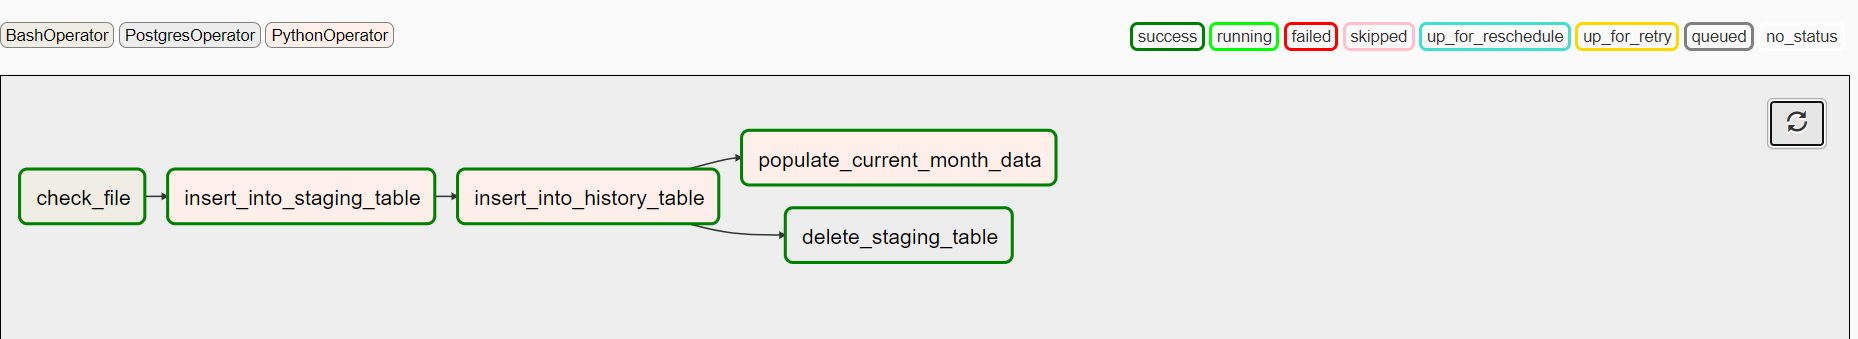 BashOperator PostgresOperator PythonOperator success running failed skipped up_for_reschedule up_for_retry queued no_status
populate_current_month_data
check_file insert_into_staging_table insert_into_history_table
delete_staging_table